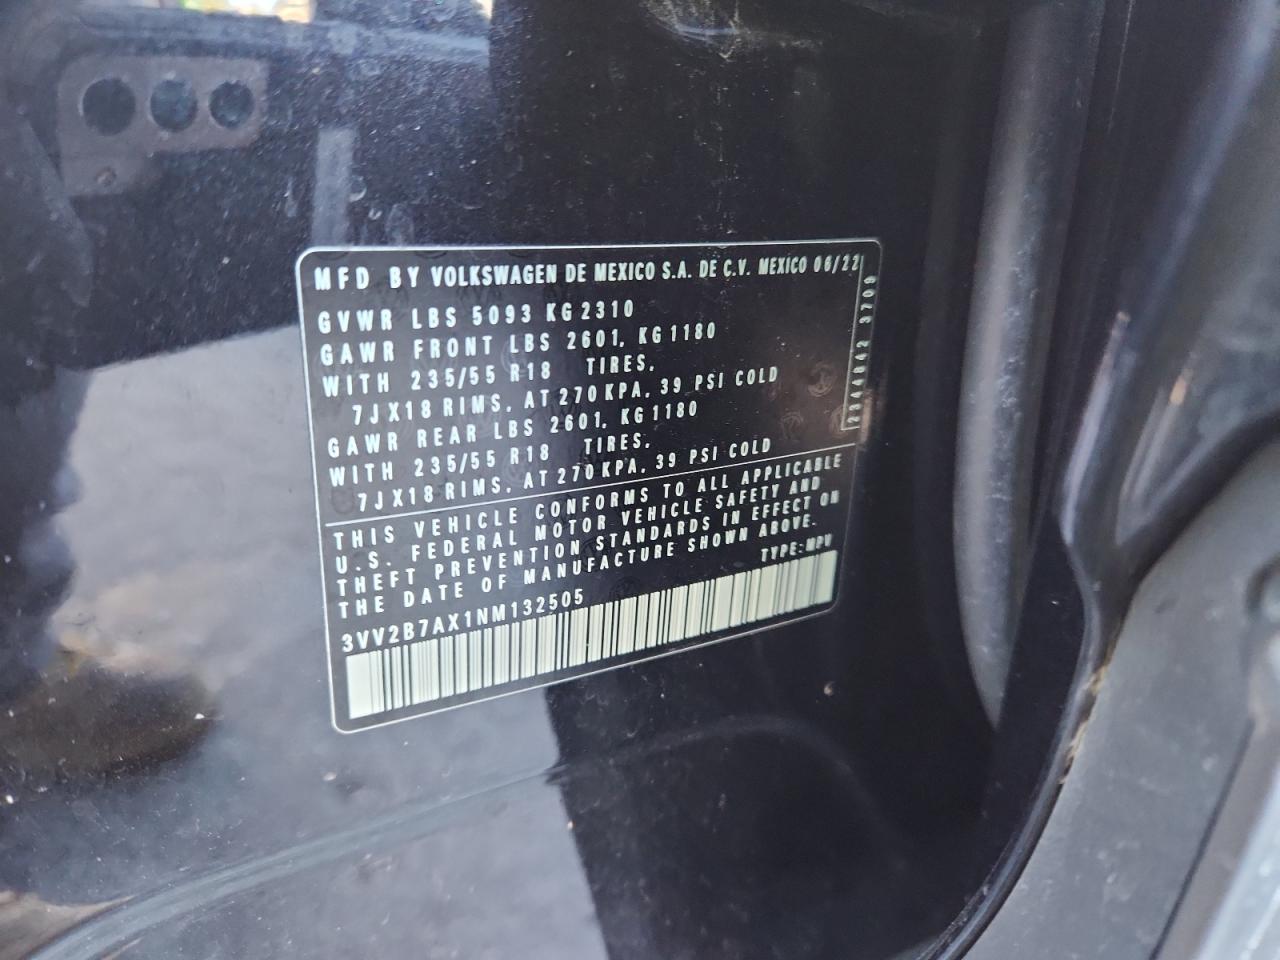 MFD BY VOLKSWAGEN DE MEXICO S.A. DE C.V. MEXICO 06/22
GVWR LBS 5093 KG 2310
GAWR FRONT LBS 2601, KG 1180
WITH 235/55 R18 TIRES,
7JX18 RIMS, AT 270 KPA, 39 PSI COLD
GAWR REAR LBS 2601, KG 1180
WITH 235/55 R18 TIRES,
7JX18 RIMS, AT 270 KPA, 39 PSI COLD
2344842 3709
THIS VEHICLE CONFORMS TO ALL APPLICABLE
U.S. FEDERAL MOTOR VEHICLE SAFETY AND
THEFT PREVENTION STANDARDS IN EFFECT ON
THE DATE OF MANUFACTURE SHOWN ABOVE.
3VV2B7AX1NM132505 TYPE:MPV